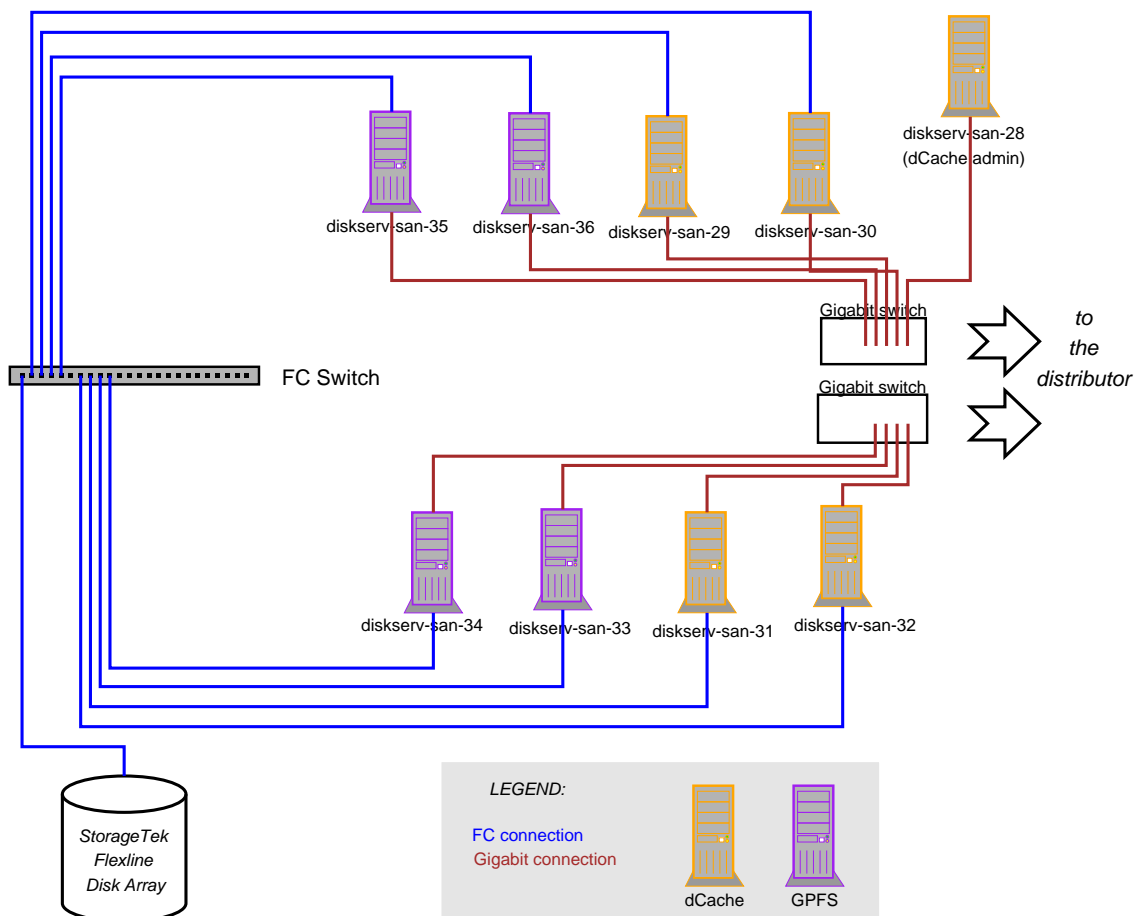 diskserv-san-28
(dCache admin)
diskserv-san-35
diskserv-san-36
diskserv-san-29
diskserv-san-30
Gigabit switch
to
the
distributor
FC Switch
Gigabit switch
diskserv-san-34
diskserv-san-33
diskserv-san-31
diskserv-san-32
StorageTek
Flexline
Disk Array
LEGEND:
FC connection
Gigabit connection
dCache
GPFS